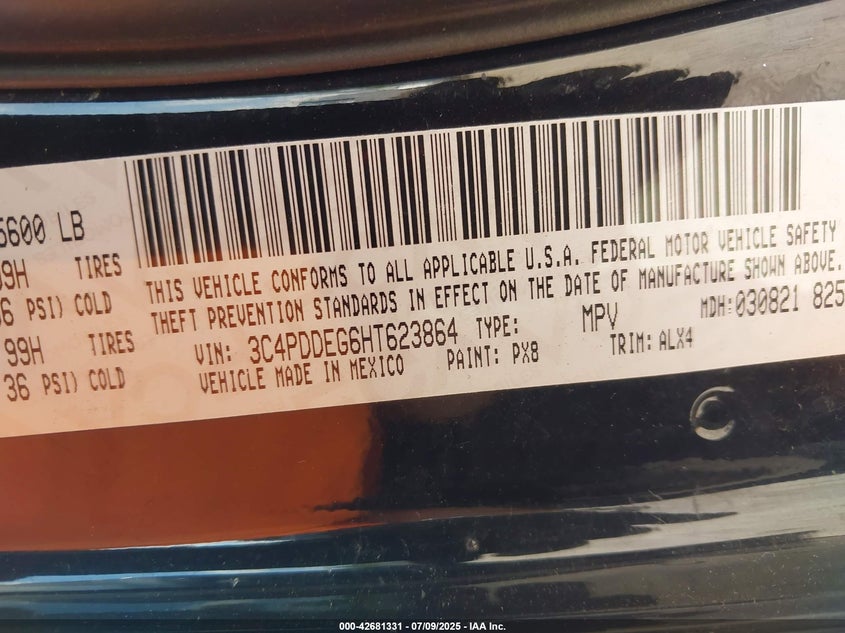 5600 LB
99H TIRES
36 PSI) COLD
99H TIRES
36 PSI) COLD
THIS VEHICLE CONFORMS TO ALL APPLICABLE U.S.A. FEDERAL MOTOR VEHICLE SAFETY
THEFT PREVENTION STANDARDS IN EFFECT ON THE DATE OF MANUFACTURE SHOWN ABOVE.
VIN: 3C4PDDEG6HT623864 TYPE: MPV MDH: 030821 825
VEHICLE MADE IN MEXICO PAINT: PX8 TRIM: ALX4
000-42681331 / 07/09/2025 - IAA Inc.